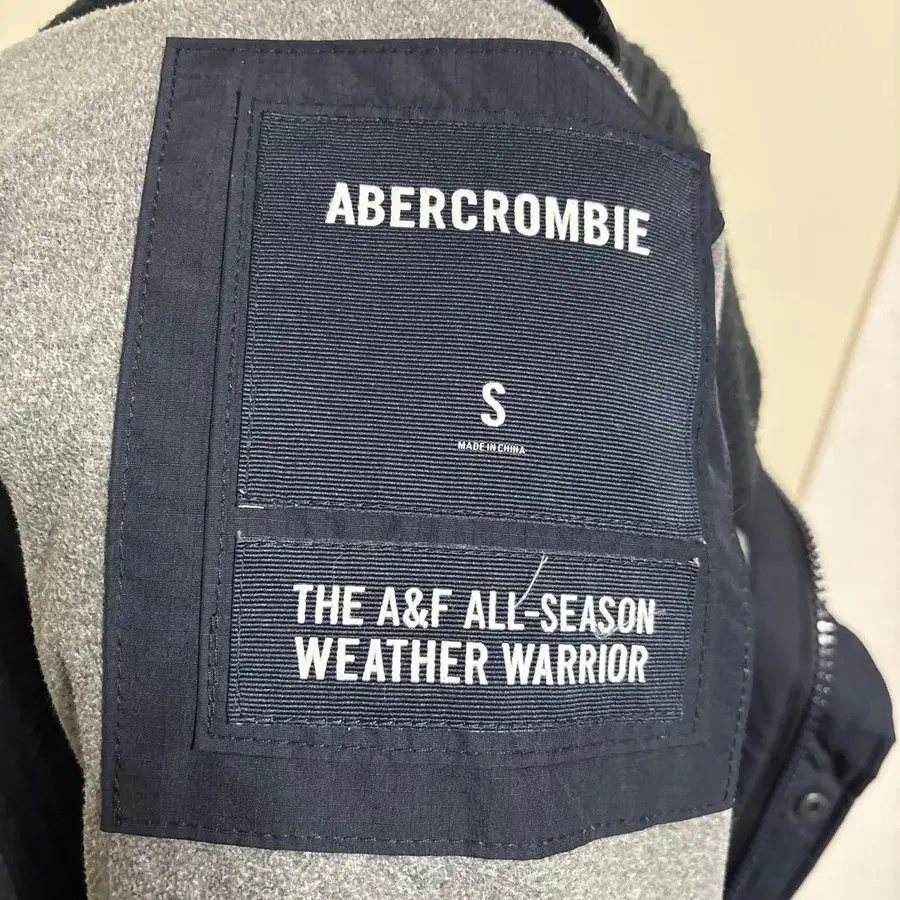 ABERCROMBIE
S
MADE IN CHINA
THE A&F ALL-SEASON
WEATHER WARRIOR